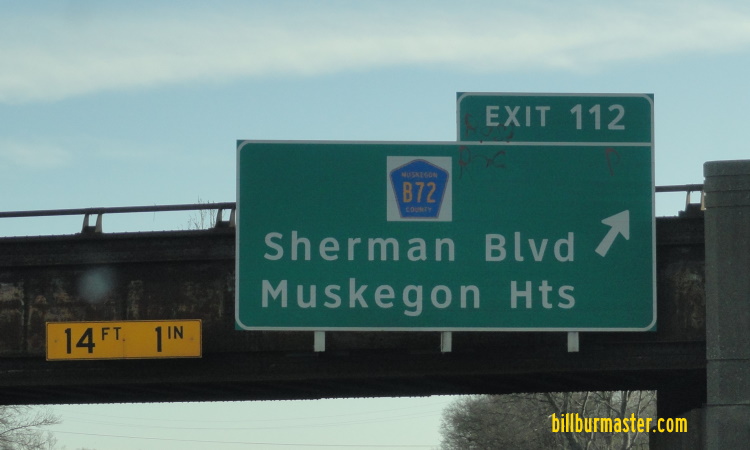 EXIT 112
MUSKEGON
B72
COUNTY
Sherman Blvd
Muskegon Hts
14 FT 1 IN
billburmaster.com